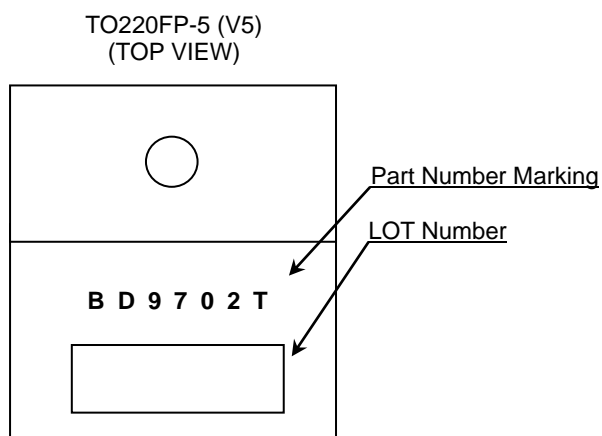 TO220FP-5 (V5)
(TOP VIEW)
Part Number Marking
LOT Number
B D 9 7 0 2 T